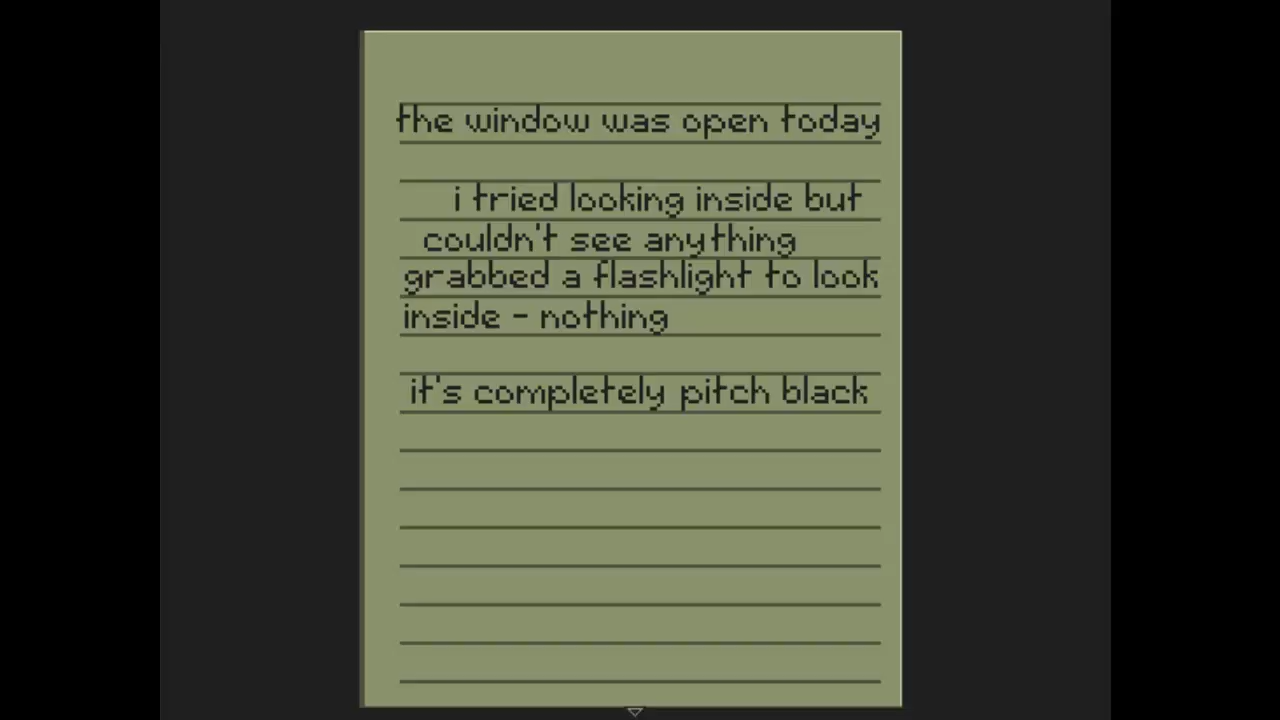 the window was open today
i tried looking inside but
couldn't see anything
grabbed a flashlight to look
inside - nothing
it's completely pitch black